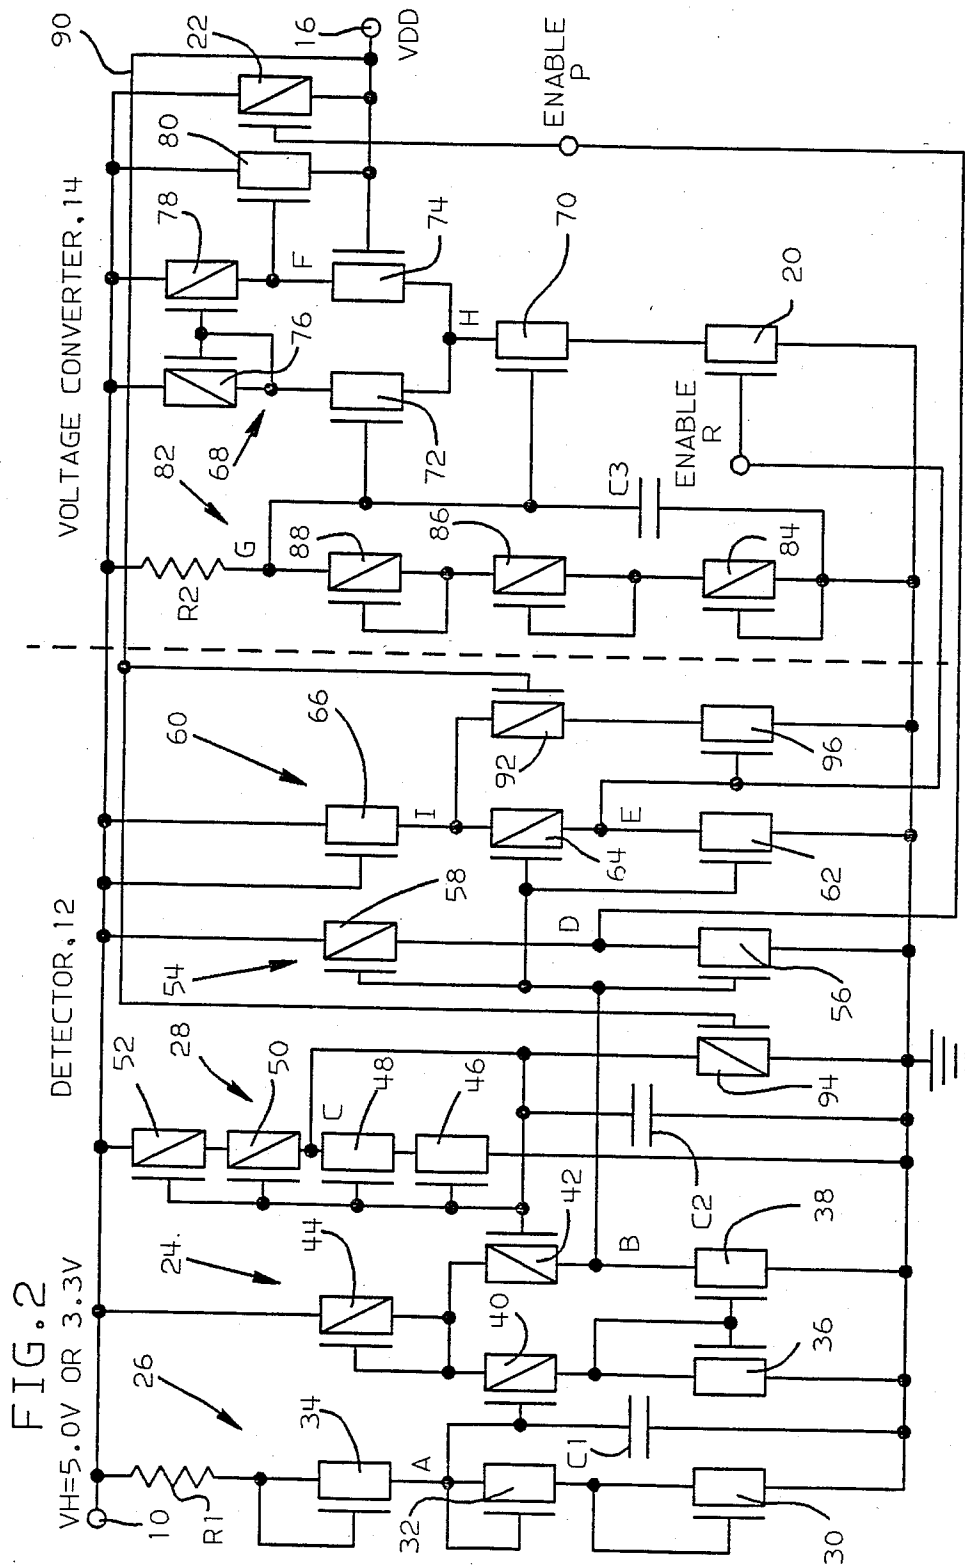 FIG.2
VH=5.0V OR 3.3V
DETECTOR,12
VOLTAGE CONVERTER,14
90
10
R1
26
34
A
32
30
C1
24.
44
40
42
B
36
38
C2
52
28
50
C
48
46
94
54
58
D
56
60
66
I
64
E
62
92
96
82
G
R2
88
86
84
C3
68
76
78
72
F
74
H
70
20
ENABLE
R
80
22
16
VDD
ENABLE
P